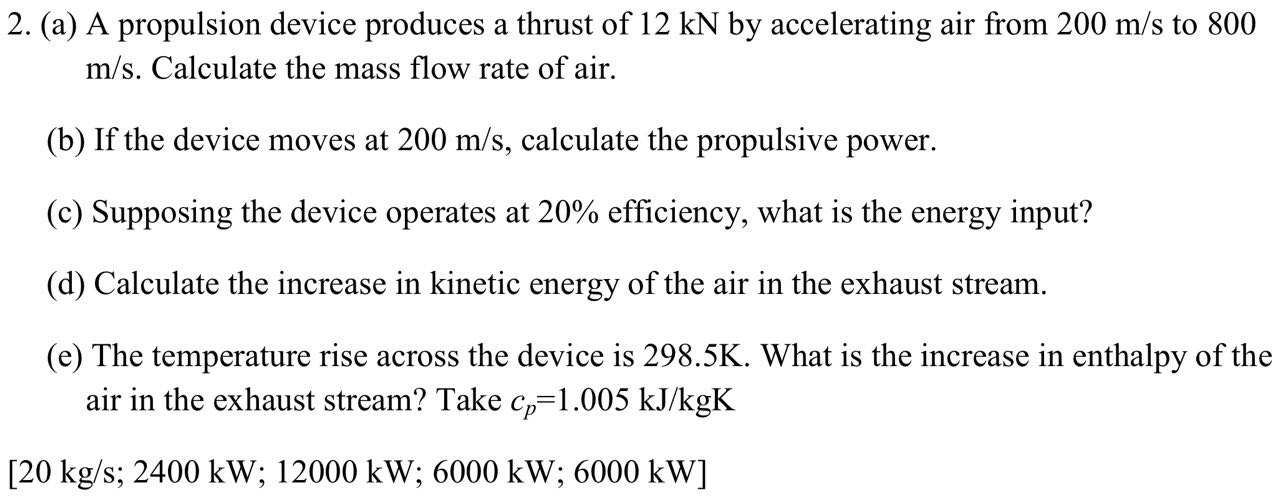 2. (a) A propulsion device produces a thrust of 12 kN by accelerating air from 200 m/s to 800
m/s. Calculate the mass flow rate of air.
(b) If the device moves at 200 m/s, calculate the propulsive power.
(c) Supposing the device operates at 20% efficiency, what is the energy input?
(d) Calculate the increase in kinetic energy of the air in the exhaust stream.
(e) The temperature rise across the device is 298.5K. What is the increase in enthalpy of the
air in the exhaust stream? Take cp=1.005 kJ/kgK
[20 kg/s; 2400 kW; 12000 kW; 6000 kW; 6000 kW]